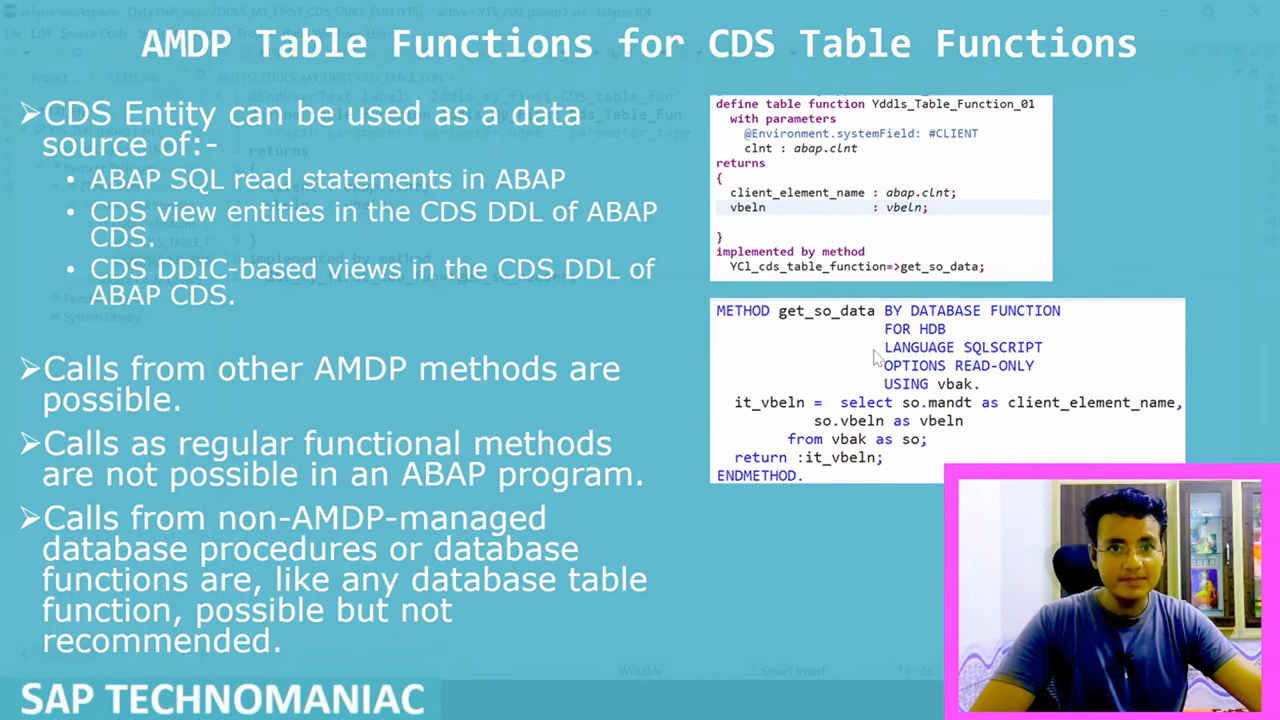 AMDP Table Functions for CDS Table Functions
➢CDS Entity can be used as a data
source of:-
• ABAP SQL read statements in ABAP
• CDS view entities in the CDS DDL of ABAP
CDS.
• CDS DDIC-based views in the CDS DDL of
ABAP CDS.
➢Calls from other AMDP methods are
possible.
➢Calls as regular functional methods
are not possible in an ABAP program.
➢Calls from non-AMDP-managed
database procedures or database
functions are, like any database table
function, possible but not
recommended.
define table function Yddls_Table_Function_01
with parameters
@Environment.systemField: #CLIENT
clnt : abap.clnt
returns
{
client_element_name : abap.clnt;
vbeln : vbeln;
}
implemented by method
YCl_cds_table_function=>get_so_data;
METHOD get_so_data BY DATABASE FUNCTION
FOR HDB
LANGUAGE SQLSCRIPT
OPTIONS READ-ONLY
USING vbak.
it_vbeln = select so.mandt as client_element_name,
so.vbeln as vbeln
from vbak as so;
return :it_vbeln;
ENDMETHOD.
SAP TECHNOMANIAC